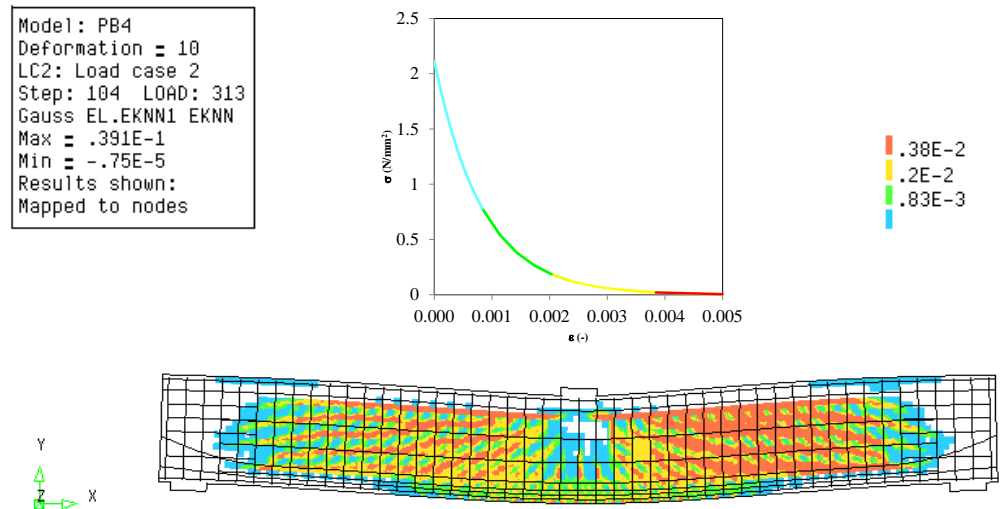 Model: PB4
Deformation = 10
LC2: Load case 2
Step: 104 LOAD: 313
Gauss EL.EKNN1 EKNN
Max = .391E-1
Min = -.75E-5
Results shown:
Mapped to nodes
2.5
2
1.5
1
0.5
0
σ (N/mm²)
0.000 0.001 0.002 0.003 0.004 0.005
ε (-)
.38E-2
.2E-2
.83E-3
Y
Z
X